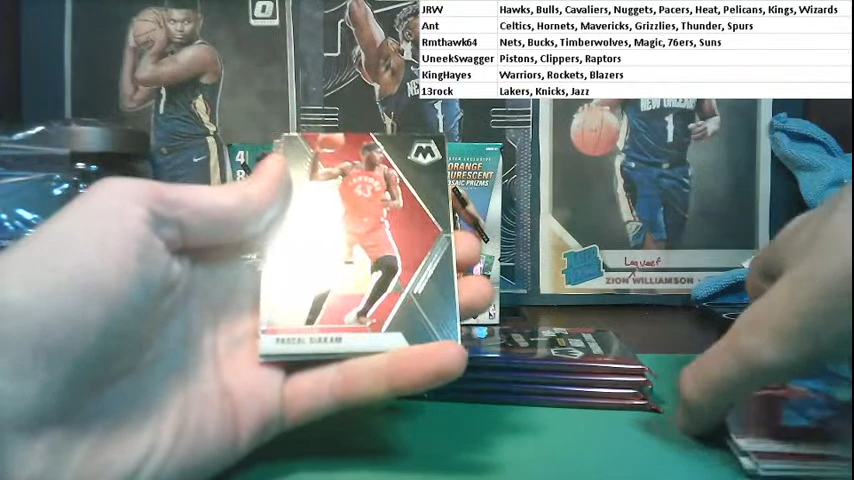 JRW Hawks, Bulls, Cavaliers, Nuggets, Pacers, Heat, Pelicans, Kings, Wizards
Ant Celtics, Hornets, Mavericks, Grizzlies, Thunder, Spurs
Rmthawk64 Nets, Bucks, Timberwolves, Magic, 76ers, Suns
UneekSwagger Pistons, Clippers, Raptors
KingHayes Warriors, Rockets, Blazers
13rock Lakers, Knicks, Jazz
NEW ORLEANS
1
ORANGE
ZION WILLIAMSON
43
PASCAL SIAKAM